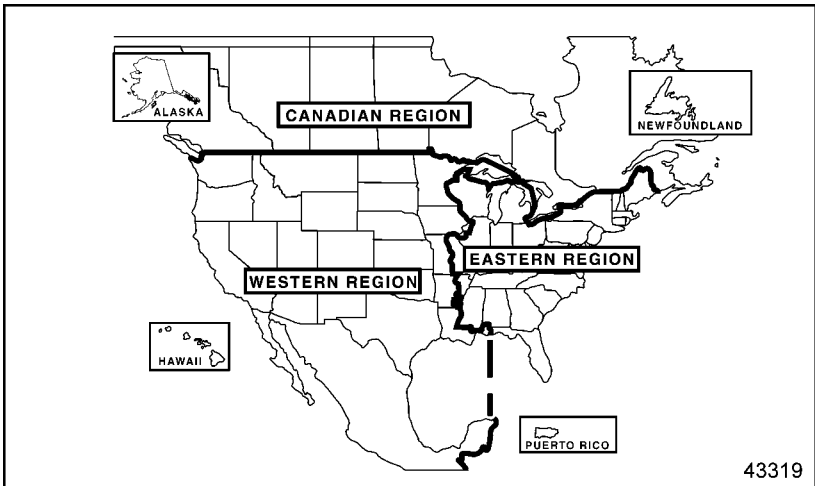 ALASKA
CANADIAN REGION
NEWFOUNDLAND
EASTERN REGION
WESTERN REGION
HAWAII
PUERTO RICO
43319